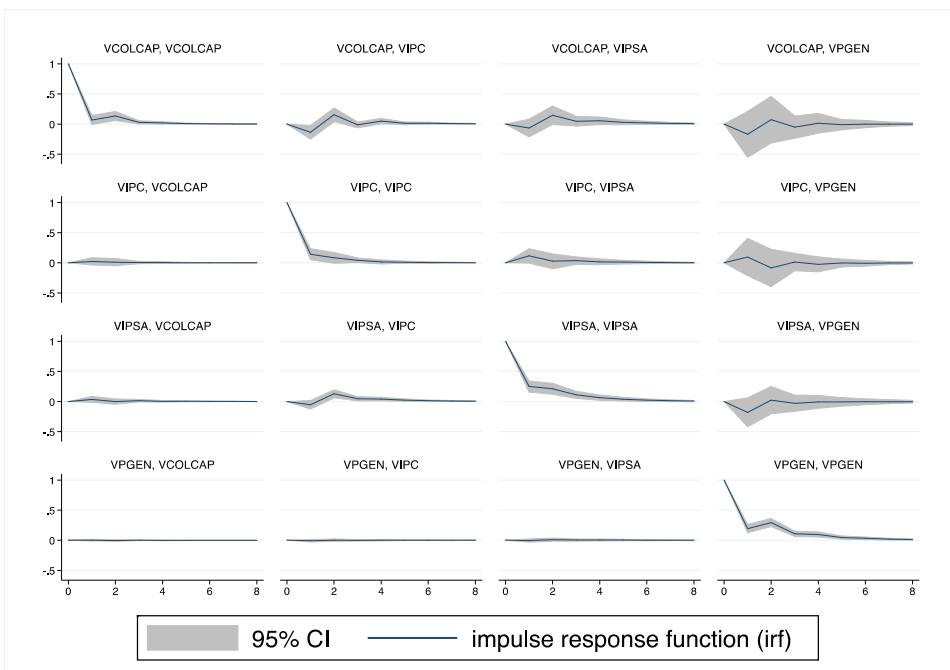 VCOLCAP, VCOLCAP VCOLCAP, VIPC VCOLCAP, VIPSA VCOLCAP, VPGEN
1
.5
0
-.5
VIPC, VCOLCAP VIPC, VIPC VIPC, VIPSA VIPC, VPGEN
1
.5
0
-.5
VIPSA, VCOLCAP VIPSA, VIPC VIPSA, VIPSA VIPSA, VPGEN
1
.5
0
-.5
VPGEN, VCOLCAP VPGEN, VIPC VPGEN, VIPSA VPGEN, VPGEN
1
.5
0
-.5
0 2 4 6 8 0 2 4 6 8 0 2 4 6 8 0 2 4 6 8
95% CI impulse response function (irf)